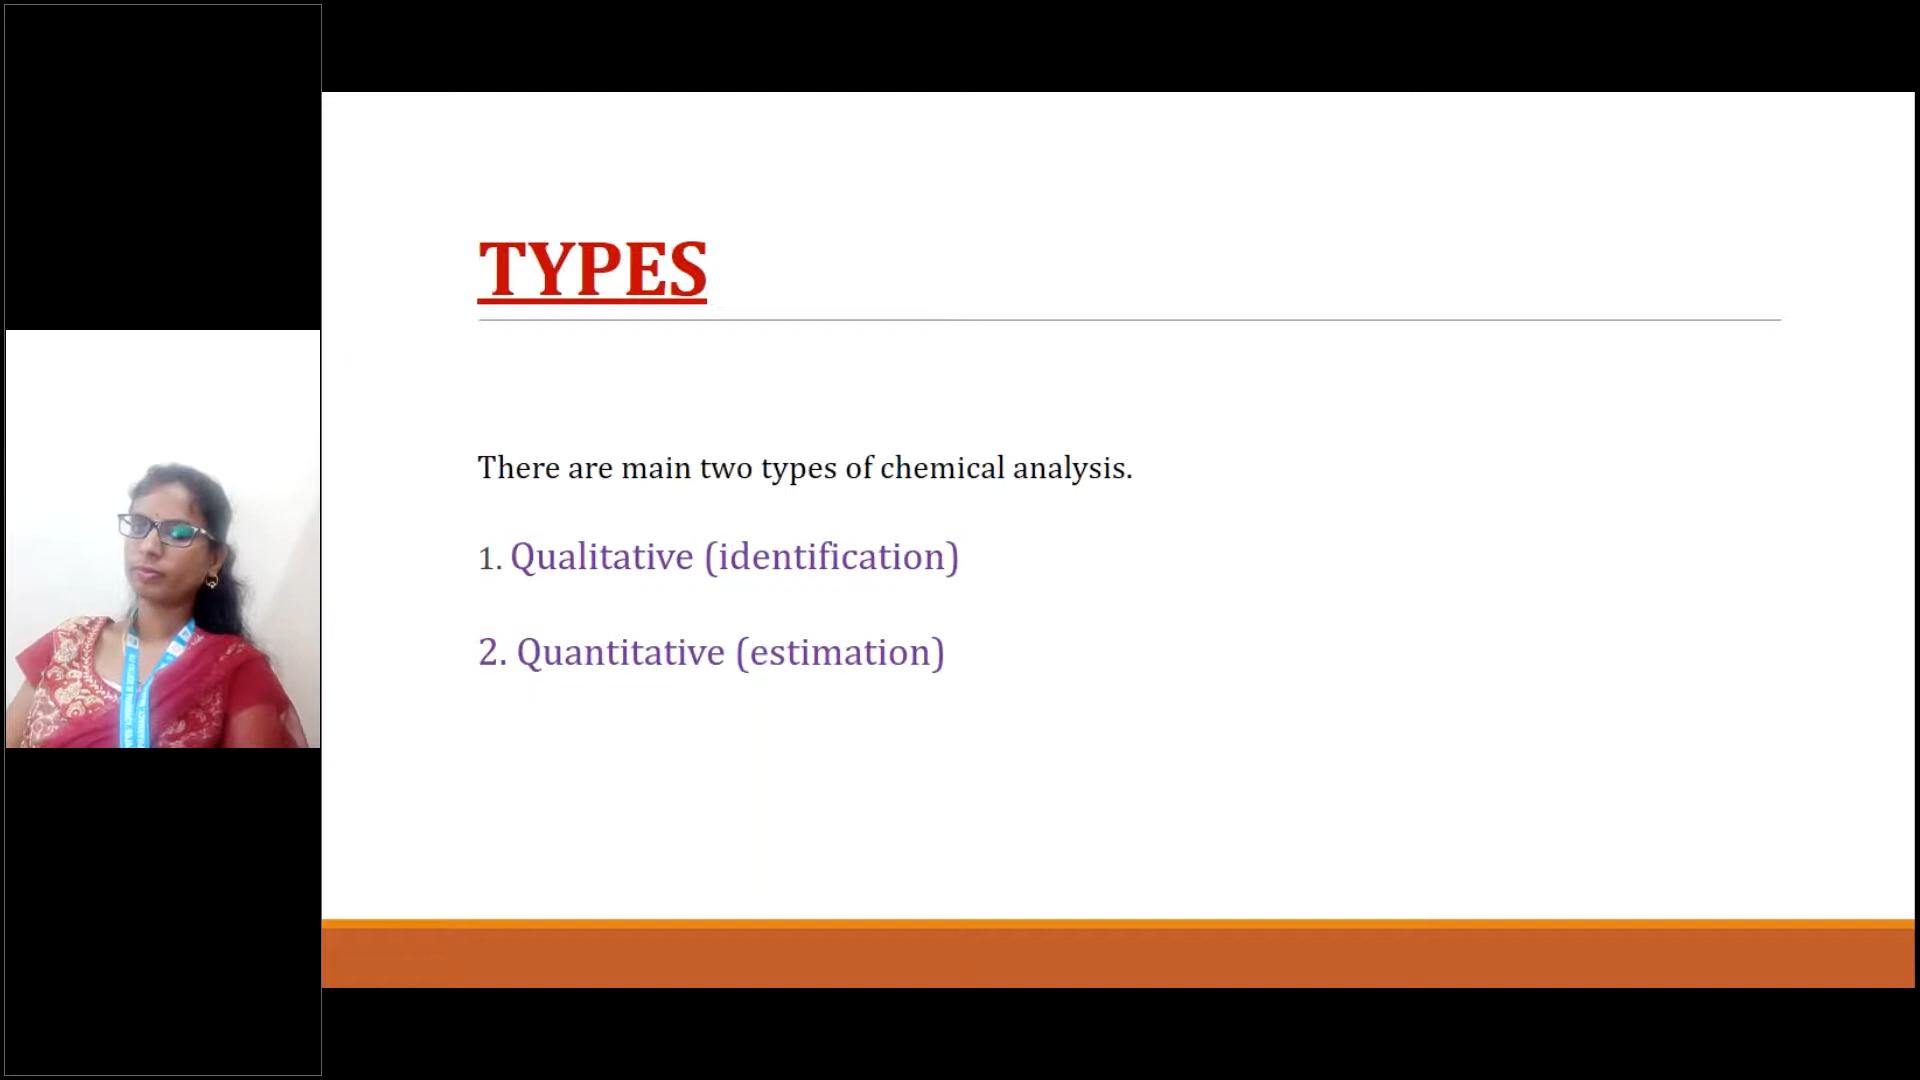 TYPES
There are main two types of chemical analysis.
1. Qualitative (identification)
2. Quantitative (estimation)